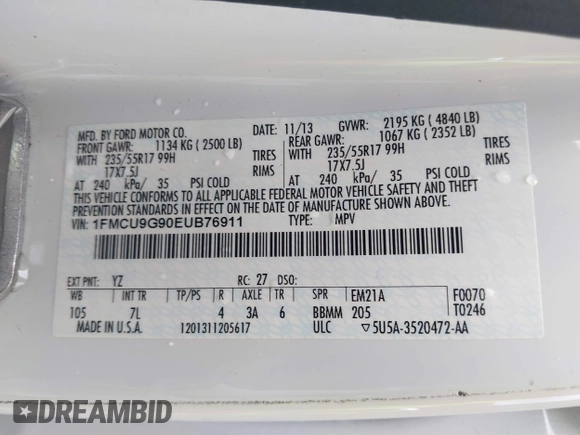 MFD. BY FORD MOTOR CO.
DATE: 11/13 GVWR: 2195 KG ( 4840 LB)
FRONT GAWR: 1134 KG ( 2500 LB) REAR GAWR: 1067 KG ( 2352 LB)
WITH 235/55R17 99H TIRES WITH 235/55R17 99H TIRES
17X7.5J RIMS 17X7.5J RIMS
AT 240 kPa/ 35 PSI COLD AT 240 kPa/ 35 PSI COLD
THIS VEHICLE CONFORMS TO ALL APPLICABLE FEDERAL MOTOR VEHICLE SAFETY AND THEFT
PREVENTION STANDARDS IN EFFECT ON THE DATE OF MANUFACTURE SHOWN ABOVE.
VIN: 1FMCU9G90EUB76911 TYPE: MPV
EXT PNT: YZ RC: 27 DSO:
WB INT TR TP/PS R AXLE TR SPR EM21A F0070
105 7L 4 3A 6 BBMM 205 T0246
MADE IN U.S.A. 1201311205617 ULC ▽5U5A-3520472-AA
DREAMBID